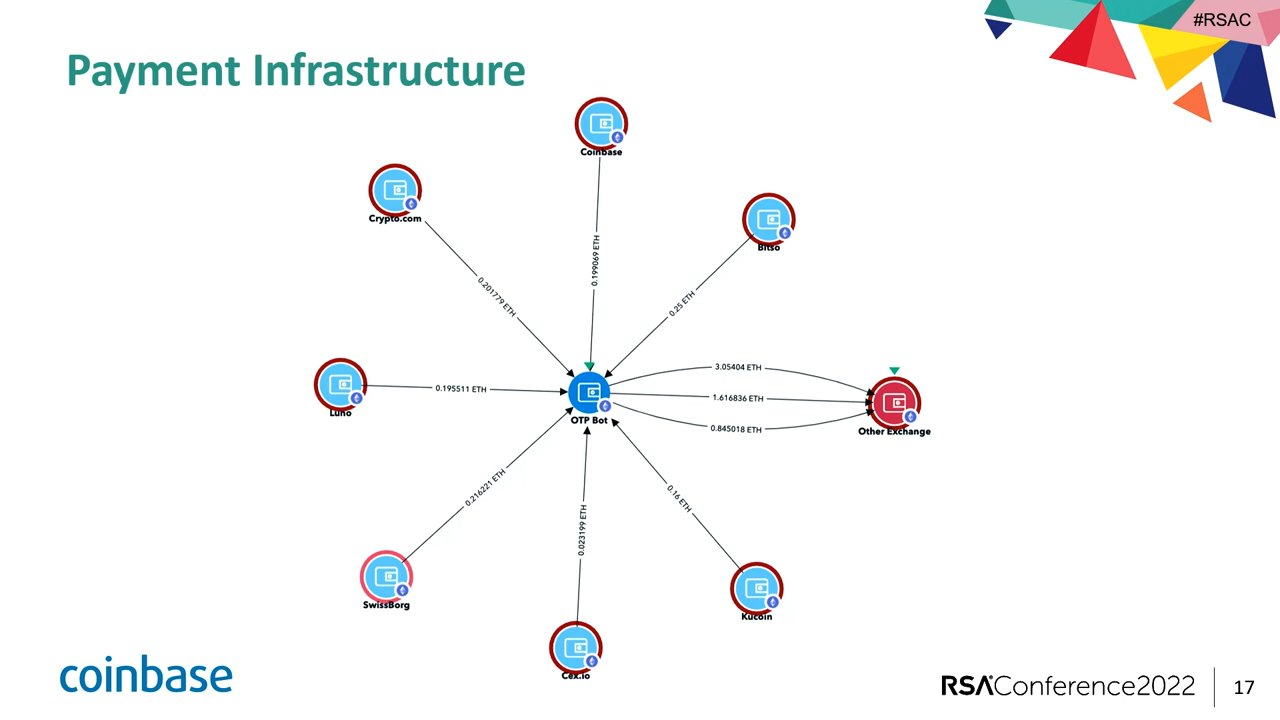 #RSAC
Payment Infrastructure
Coinbase
Crypto.com
Bitso
0.199069 ETH
0.201779 ETH
0.25 ETH
3.05404 ETH
0.195511 ETH
1.616836 ETH
Luno
OTP Bot
0.845018 ETH
Other Exchange
0.216221 ETH
0.16 ETH
0.023199 ETH
SwissBorg
Kucoin
Cex.io
coinbase
RSAConference2022
17